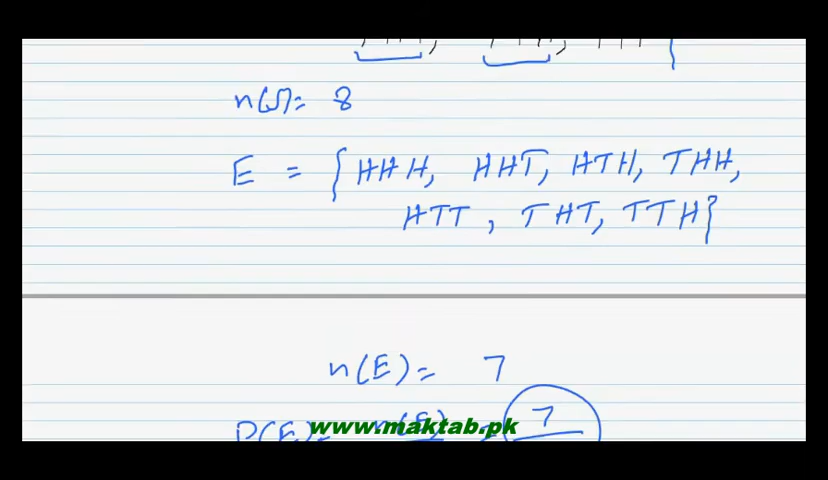 n(S)= 8
E = {HHH, HHT, HTH, THH,
HTT, THT, TTH}
n(E)= 7
P(E)= n(E) = 7
www.maktab.pk